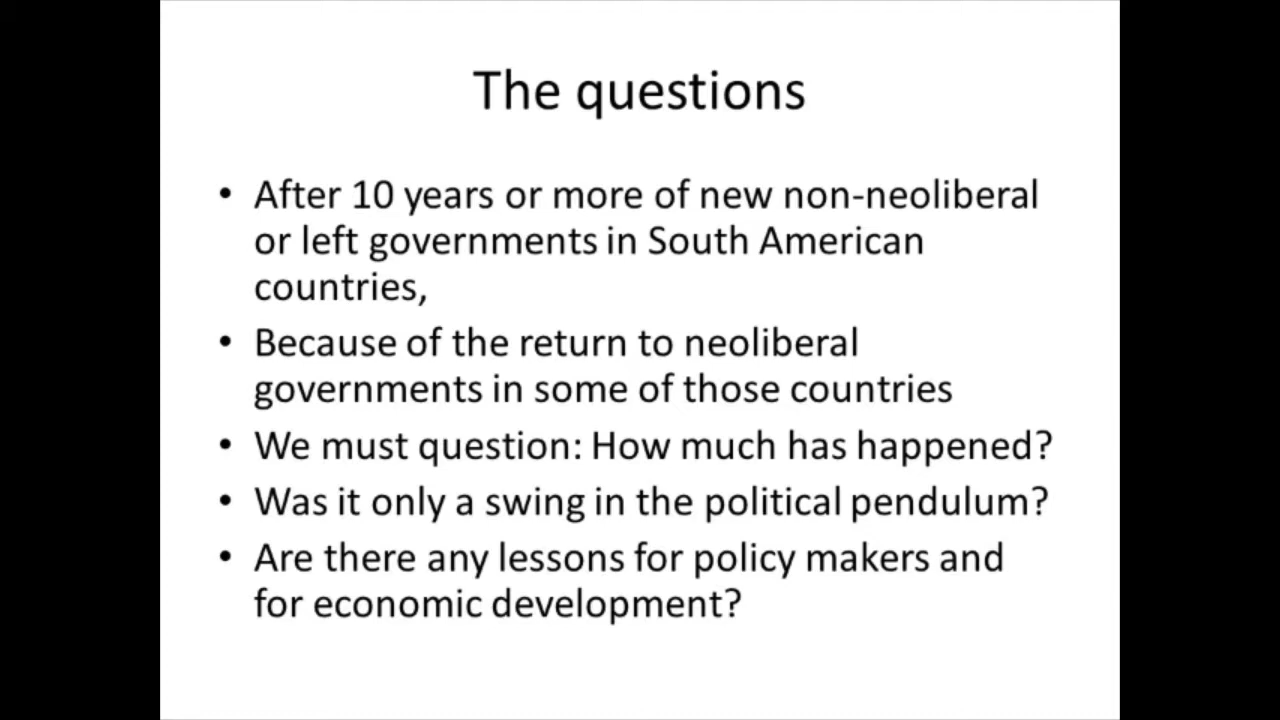 The questions
• After 10 years or more of new non-neoliberal
or left governments in South American
countries,
• Because of the return to neoliberal
governments in some of those countries
• We must question: How much has happened?
• Was it only a swing in the political pendulum?
• Are there any lessons for policy makers and
for economic development?